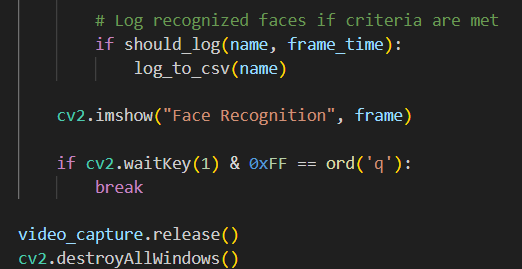 # Log recognized faces if criteria are met
if should_log(name, frame_time):
log_to_csv(name)
cv2.imshow("Face Recognition", frame)
if cv2.waitKey(1) & 0xFF == ord('q'):
break
video_capture.release()
cv2.destroyAllWindows()